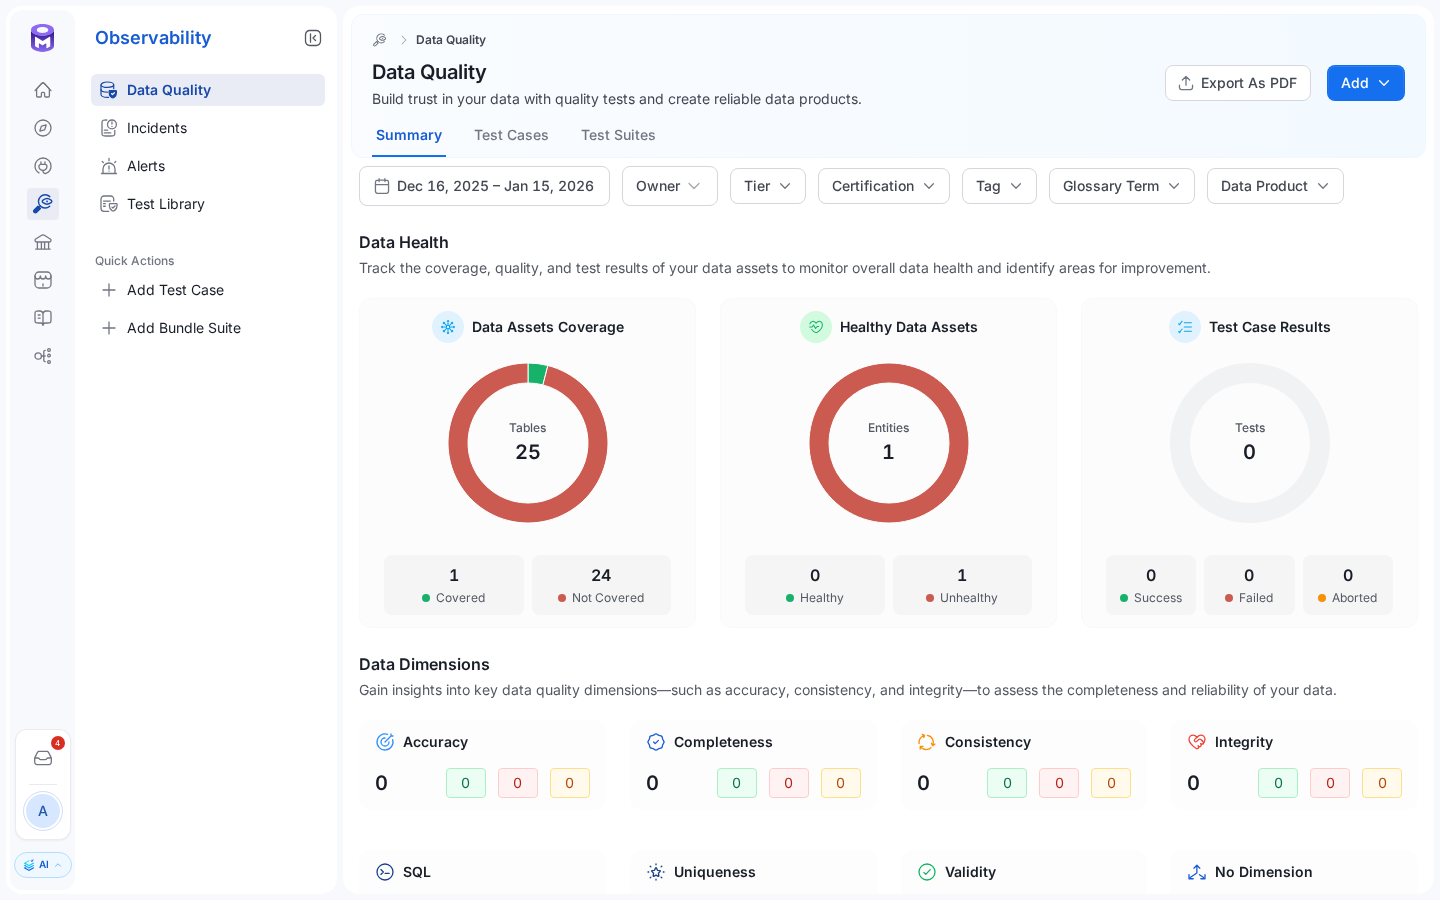 Observability
Data Quality
Incidents
Alerts
Test Library
Quick Actions
Add Test Case
Add Bundle Suite
4
A
AI
Data Quality
Data Quality
Build trust in your data with quality tests and create reliable data products.
Export As PDF
Add
Summary
Test Cases
Test Suites
Dec 16, 2025 – Jan 15, 2026
Owner
Tier
Certification
Tag
Glossary Term
Data Product
Data Health
Track the coverage, quality, and test results of your data assets to monitor overall data health and identify areas for improvement.
Data Assets Coverage
Tables
25
1
Covered
24
Not Covered
Healthy Data Assets
Entities
1
0
Healthy
1
Unhealthy
Test Case Results
Tests
0
0
Success
0
Failed
0
Aborted
Data Dimensions
Gain insights into key data quality dimensions—such as accuracy, consistency, and integrity—to assess the completeness and reliability of your data.
Accuracy
0 0 0 0
Completeness
0 0 0 0
Consistency
0 0 0 0
Integrity
0 0 0 0
SQL
Uniqueness
Validity
No Dimension